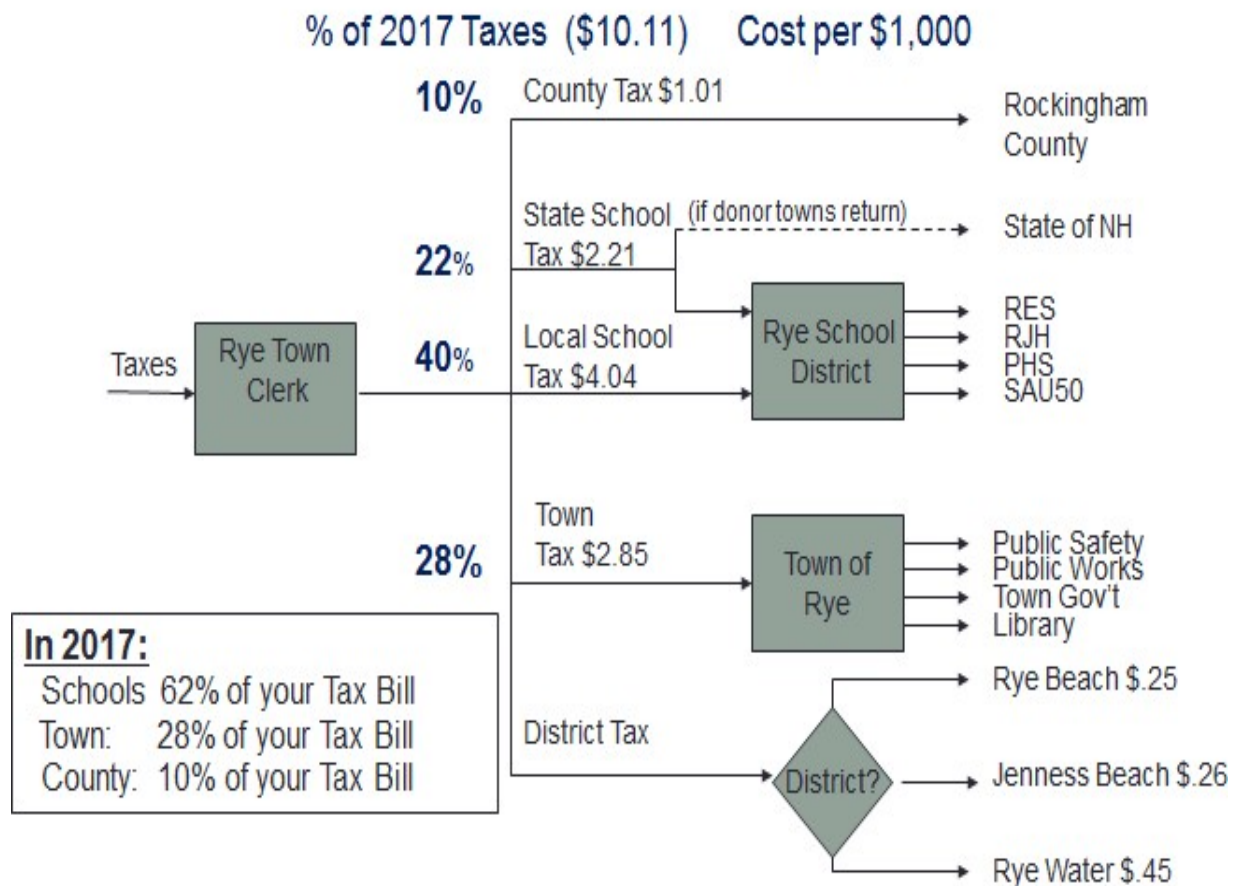 % of 2017 Taxes ($10.11) Cost per $1,000
10%
County Tax $1.01
Rockingham
County
State School
Tax $2.21
(if donor towns return)
State of NH
22%
Taxes
Rye Town
Clerk
40%
Local School
Tax $4.04
Rye School
District
RES
RJH
PHS
SAU50
28%
Town
Tax $2.85
Town of
Rye
Public Safety
Public Works
Town Gov't
Library
In 2017:
Schools 62% of your Tax Bill
Town: 28% of your Tax Bill
County: 10% of your Tax Bill
District Tax
District?
Rye Beach $.25
Jenness Beach $.26
Rye Water $.45